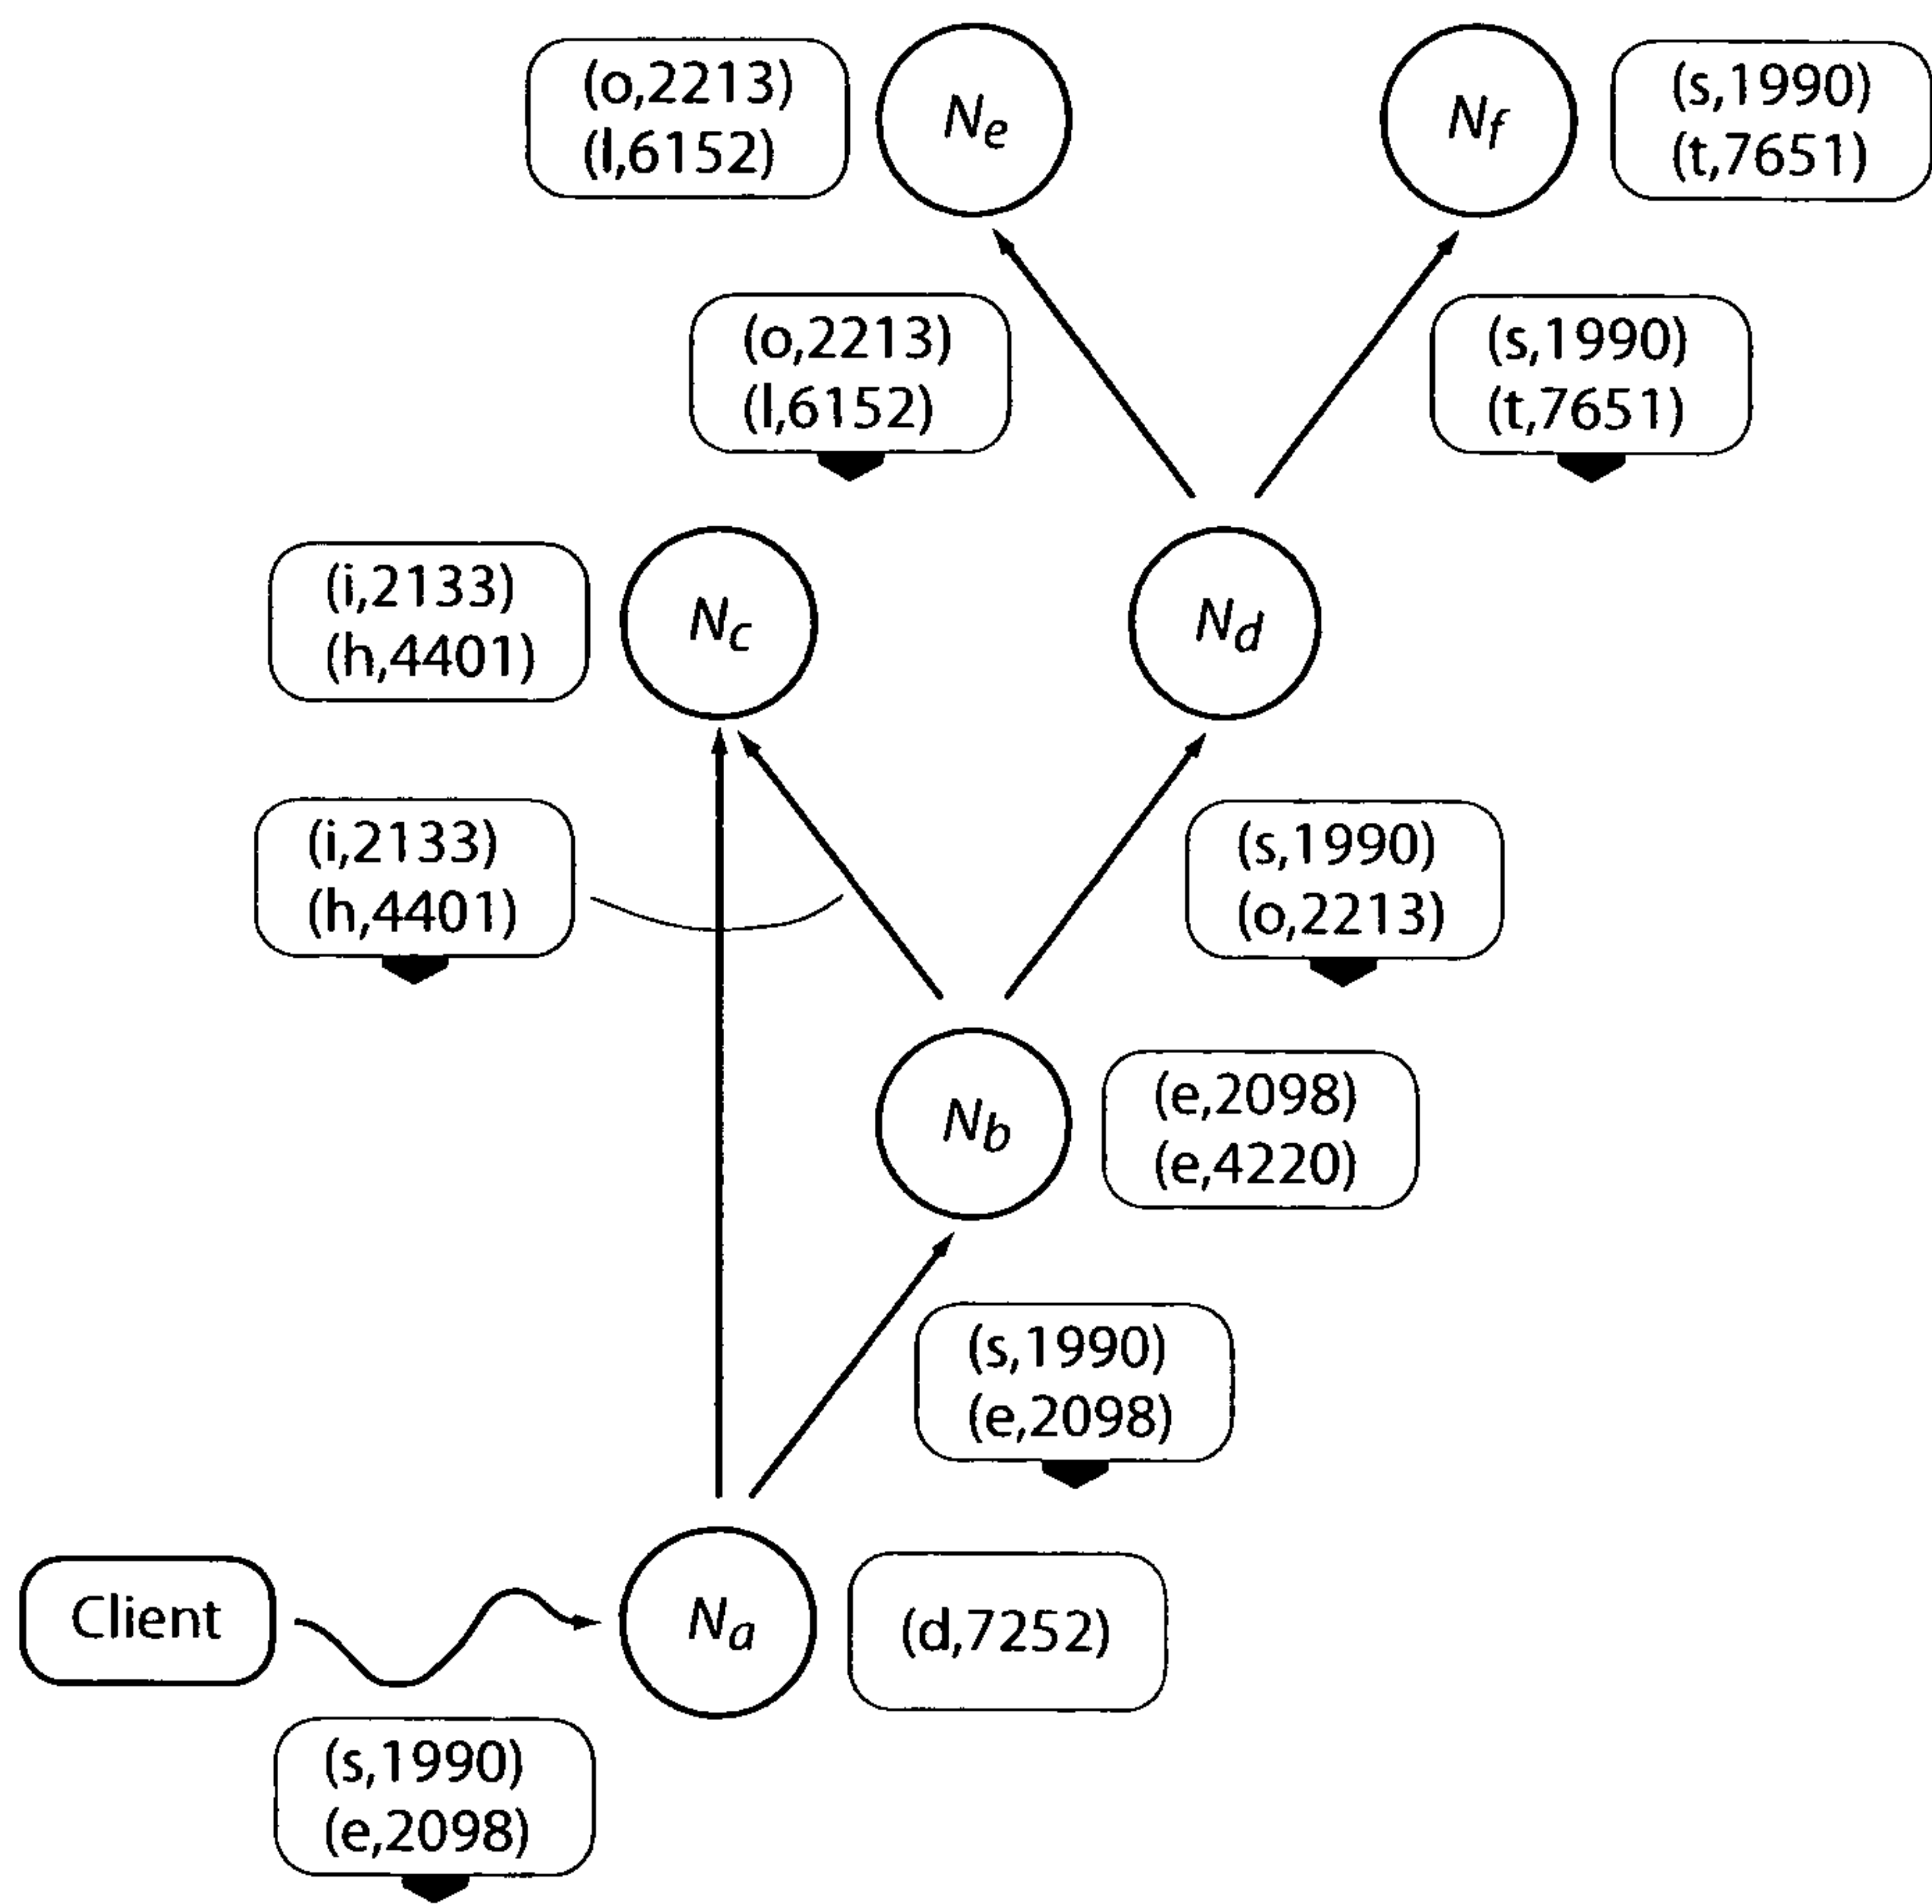 (o,2213)
(l,6152)
Ne
Nf
(s,1990)
(t,7651)
(o,2213)
(l,6152)
(s,1990)
(t,7651)
(i,2133)
(h,4401)
Nc
Nd
(i,2133)
(h,4401)
(s,1990)
(o,2213)
Nb
(e,2098)
(e,4220)
(s,1990)
(e,2098)
Client
Na
(d,7252)
(s,1990)
(e,2098)